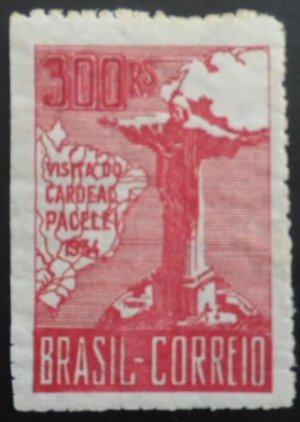 300 RS
VISITA DO
CARDEAL
PACELLI
1934
BRASIL-CORREIO